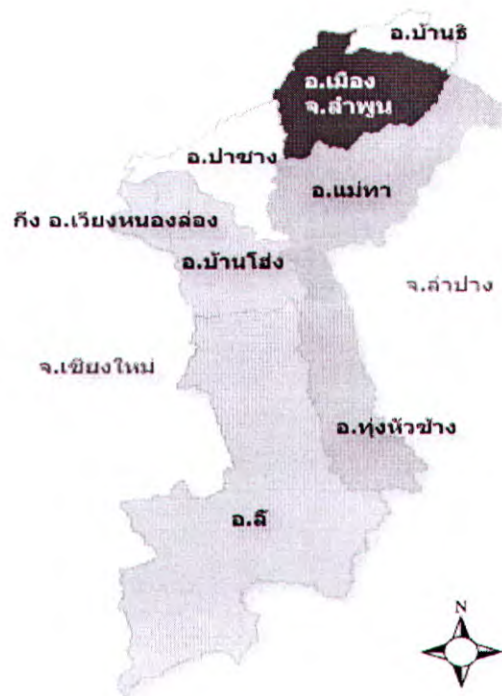 อ.บ้านธิ
อ.เมือง
จ.ลำพูน
อ.ป่าซาง
อ.แม่ทา
กิ่ง อ.เวียงหนองล่อง
อ.บ้านโฮ่ง
จ.ลำปาง
จ.เชียงใหม่
อ.ทุ่งหัวช้าง
อ.ลี้
N